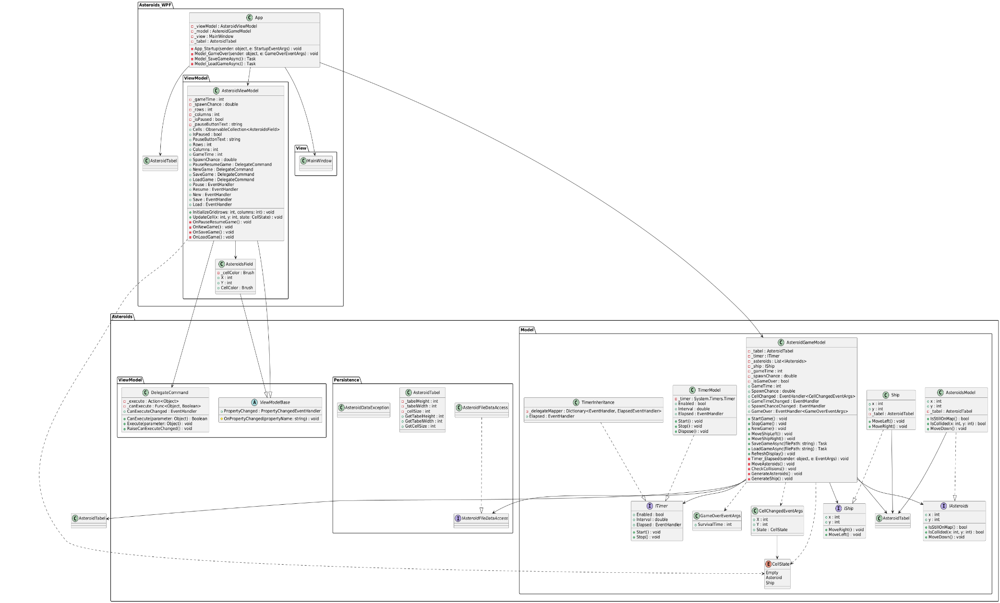 Asteroids_WPF
C App
_viewModel : AsteroidViewModel
_model : AsteroidGameModel
_view : MainWindow
_tabel : AsteroidTabel
App_Startup(sender: object, e: StartupEventArgs) : void
Model_GameOver(sender: object, e: GameOverEventArgs) : void
Model_SaveGameAsync() : Task
Model_LoadGameAsync() : Task
ViewModel
C AsteroidViewModel
_gameTime : int
_spawnChance : double
_rows : int
_columns : int
_isPaused : bool
_pauseButtonText : string
Cells : ObservableCollection<AsteroidsField>
IsPaused : bool
PauseButtonText : string
Rows : int
Columns : int
GameTime : int
SpawnChance : double
PauseResumeGame : DelegateCommand
NewGame : DelegateCommand
SaveGame : DelegateCommand
LoadGame : DelegateCommand
Pause : EventHandler
Resume : EventHandler
New : EventHandler
Save : EventHandler
Load : EventHandler
InitializeGrid(rows: int, columns: int) : void
UpdateCell(x: int, y: int, state: CellState) : void
OnPauseResumeGame() : void
OnNewGame() : void
OnSaveGame() : void
OnLoadGame() : void
C AsteroidTabel
View
C MainWindow
C AsteroidsField
_cellColor : Brush
X : int
Y : int
CellColor : Brush
Asteroids
ViewModel
C DelegateCommand
_execute : Action<Object>
_canExecute : Func<Object, Boolean>
CanExecuteChanged : EventHandler
CanExecute(parameter: Object) : Boolean
Execute(parameter: Object) : void
RaiseCanExecuteChanged() : void
A ViewModelBase
PropertyChanged : PropertyChangedEventHandler
OnPropertyChanged(propertyName: string) : void
Persistence
C AsteroidDataException
C AsteroidTabel
_tabelHeight : int
_tabelWidth : int
_cellSize : int
GetTabelHeight : int
GetTabelWidth : int
GetCellSize : int
C AsteroidFileDataAccess
I IAsteroidFileDataAccess
C AsteroidTabel
Model
C AsteroidGameModel
_tabel : AsteroidTabel
_timer : ITimer
_asteroids : List<IAsteroids>
_ship : IShip
_gameTime : int
_spawnChance : double
_isGameOver : bool
GameTime : int
SpawnChance : double
CellChanged : EventHandler<CellChangedEventArgs>
GameTimeChanged : EventHandler
SpawnChanceChanged : EventHandler
GameOver : EventHandler<GameOverEventArgs>
StartGame() : void
StopGame() : void
NewGame() : void
MoveShipLeft() : void
MoveShipRight() : void
SaveGameAsync(filePath: string) : Task
LoadGameAsync(filePath: string) : Task
RefreshDisplay() : void
Timer_Elapsed(sender: object, e: EventArgs) : void
MoveAsteroids() : void
CheckCollisions() : void
GenerateAsteroids() : void
GenerateShip() : void
C TimerInheritance
_delegateMapper : Dictionary<EventHandler, ElapsedEventHandler>
Elapsed : EventHandler
C TimerModel
_timer : System.Timers.Timer
Enabled : bool
Interval : double
Elapsed : EventHandler
Start() : void
Stop() : void
Dispose() : void
C Ship
x : int
y : int
_tabel : AsteroidTabel
MoveLeft() : void
MoveRight() : void
C AsteroidsModel
x : int
y : int
_tabel : AsteroidTabel
IsStillOnMap() : bool
IsCollided(x: int, y: int) : bool
MoveDown() : void
I ITimer
Enabled : bool
Interval : double
Elapsed : EventHandler
Start() : void
Stop() : void
C GameOverEventArgs
SurvivalTime : int
C CellChangedEventArgs
X : int
Y : int
State : CellState
I IShip
x : int
y : int
MoveRight() : void
MoveLeft() : void
C AsteroidTabel
I IAsteroids
x : int
y : int
IsStillOnMap() : bool
IsCollided(x: int, y: int) : bool
MoveDown() : void
E CellState
Empty
Asteroid
Ship